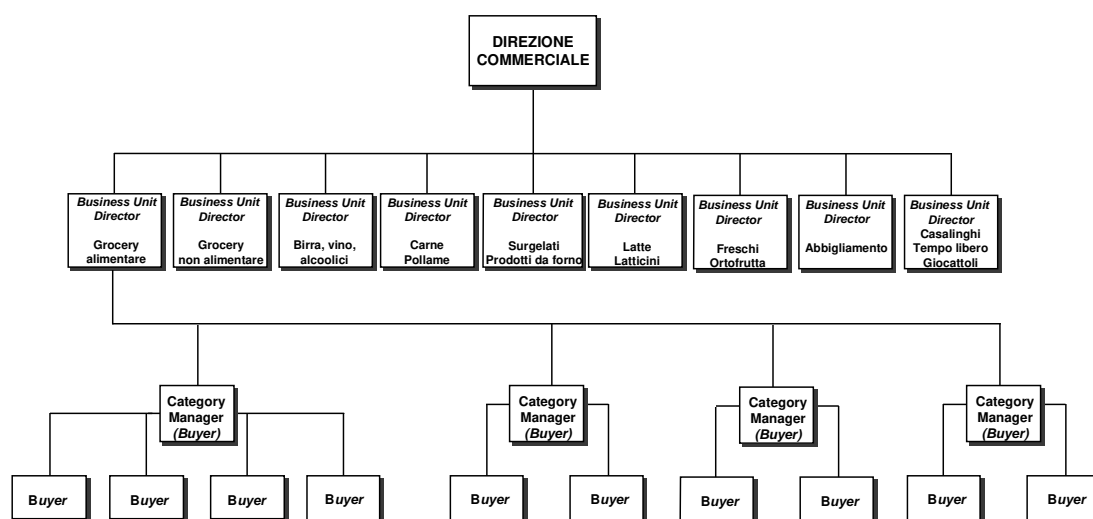 DIREZIONE
COMMERCIALE
Business Unit
Director
Grocery
alimentare
Business Unit
Director
Grocery
non alimentare
Business Unit
Director
Birra, vino,
alcoolici
Business Unit
Director
Carne
Pollame
Business Unit
Director
Surgelati
Prodotti da forno
Business Unit
Director
Latte
Latticini
Business Unit
Director
Freschi
Ortofrutta
Business Unit
Director
Abbigliamento
Business Unit
Director
Casalinghi
Tempo libero
Giocattoli
Category
Manager
(Buyer)
Category
Manager
(Buyer)
Category
Manager
(Buyer)
Category
Manager
(Buyer)
Buyer
Buyer
Buyer
Buyer
Buyer
Buyer
Buyer
Buyer
Buyer
Buyer